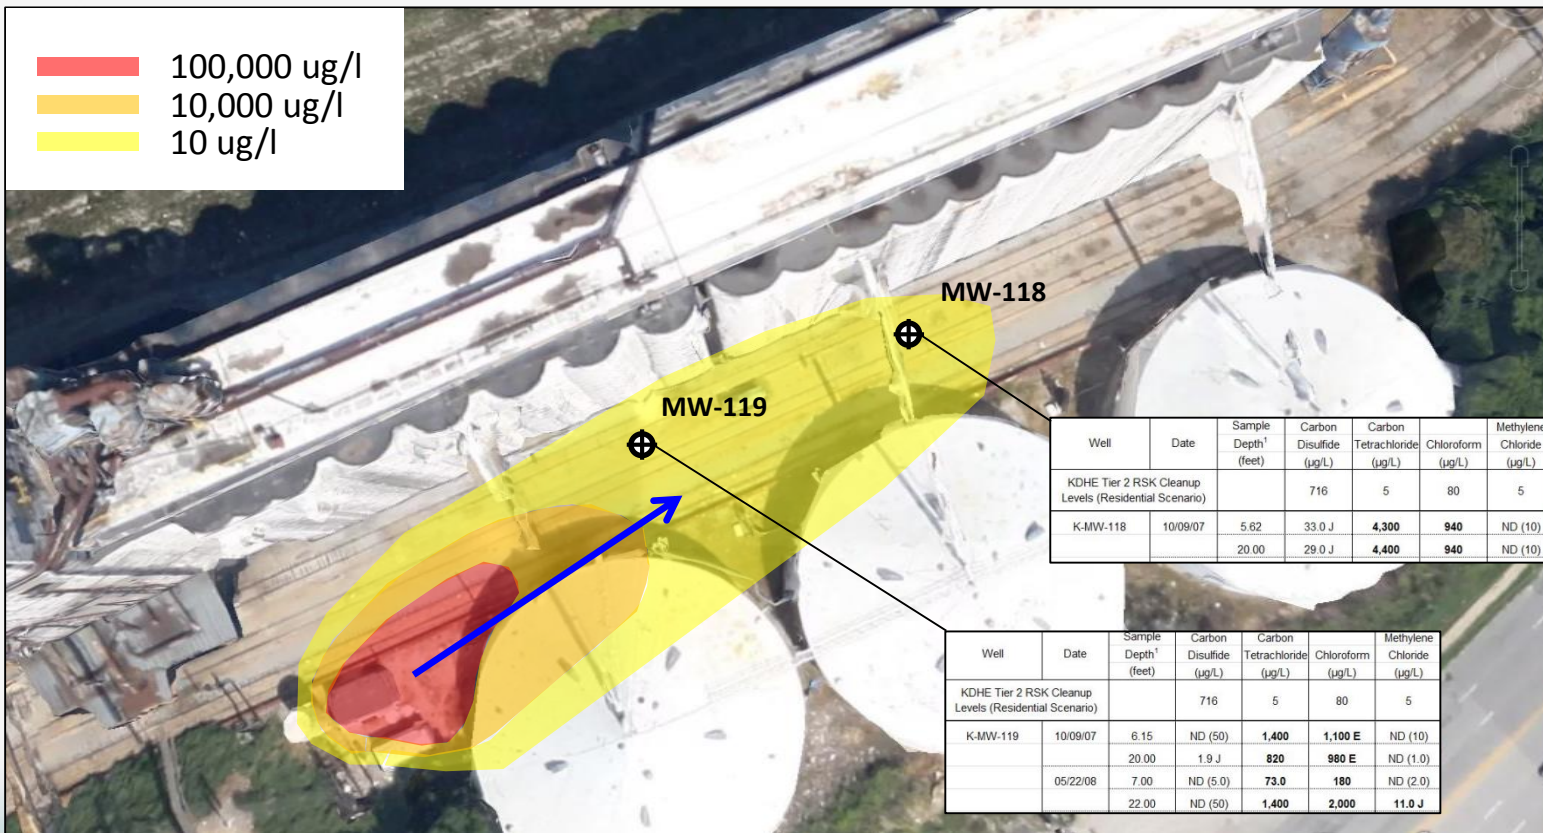 100,000 ug/l
10,000 ug/l
10 ug/l
MW-118
MW-119
Well Date Sample Depth¹ (feet) Carbon Disulfide (µg/L) Carbon Tetrachloride (µg/L) Chloroform (µg/L) Methylene Chloride (µg/L)
KDHE Tier 2 RSK Cleanup Levels (Residential Scenario) 716 5 80 5
K-MW-118 10/09/07 5.62 33.0 J 4,300 940 ND (10)
20.00 29.0 J 4,400 940 ND (10)
Well Date Sample Depth¹ (feet) Carbon Disulfide (µg/L) Carbon Tetrachloride (µg/L) Chloroform (µg/L) Methylene Chloride (µg/L)
KDHE Tier 2 RSK Cleanup Levels (Residential Scenario) 716 5 80 5
K-MW-119 10/09/07 6.15 ND (50) 1,400 1,100 E ND (10)
20.00 1.9 J 820 980 E ND (1.0)
05/22/08 7.00 ND (5.0) 73.0 180 ND (2.0)
22.00 ND (50) 1,400 2,000 11.0 J